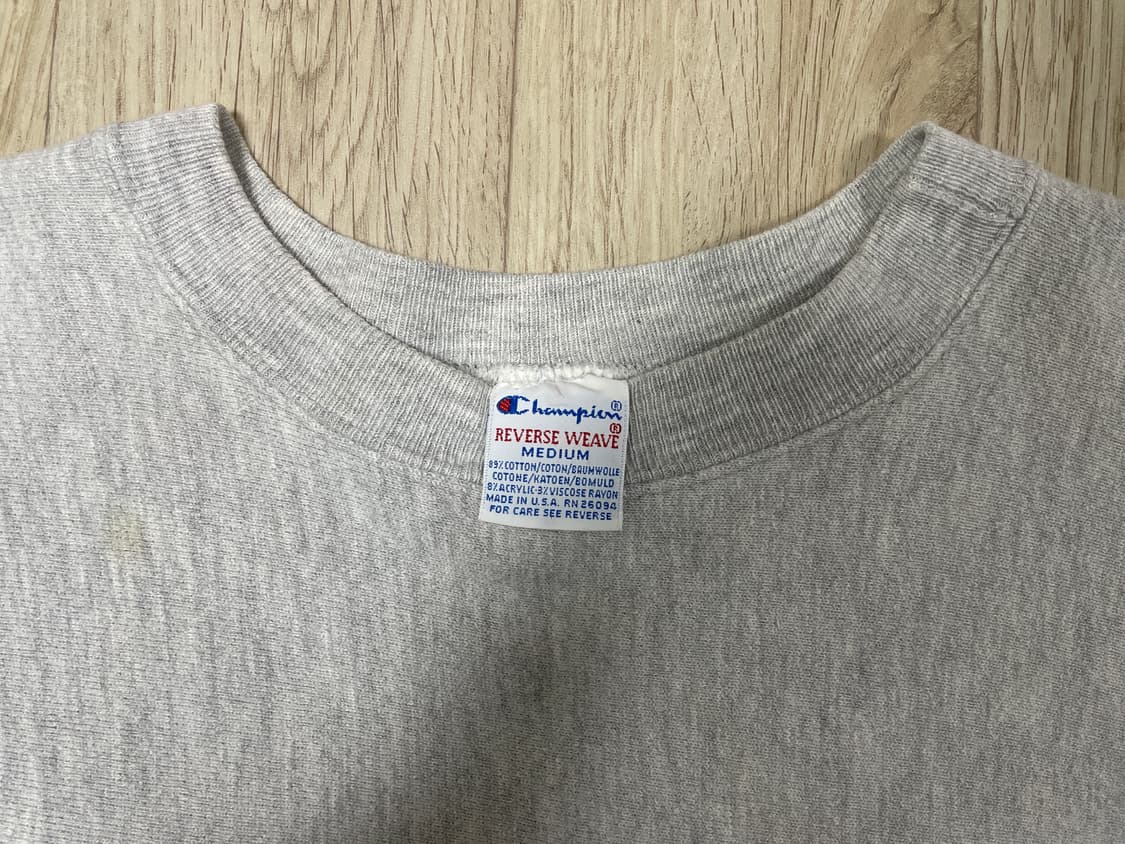 Champion®
REVERSE WEAVE®
MEDIUM
89% COTTON/COTON/BAUMWOLLE
COTONE/KATOEN/BOMULD
8% ACRYLIC-3% VISCOSE RAYON
MADE IN U.S.A. RN 26094
FOR CARE SEE REVERSE